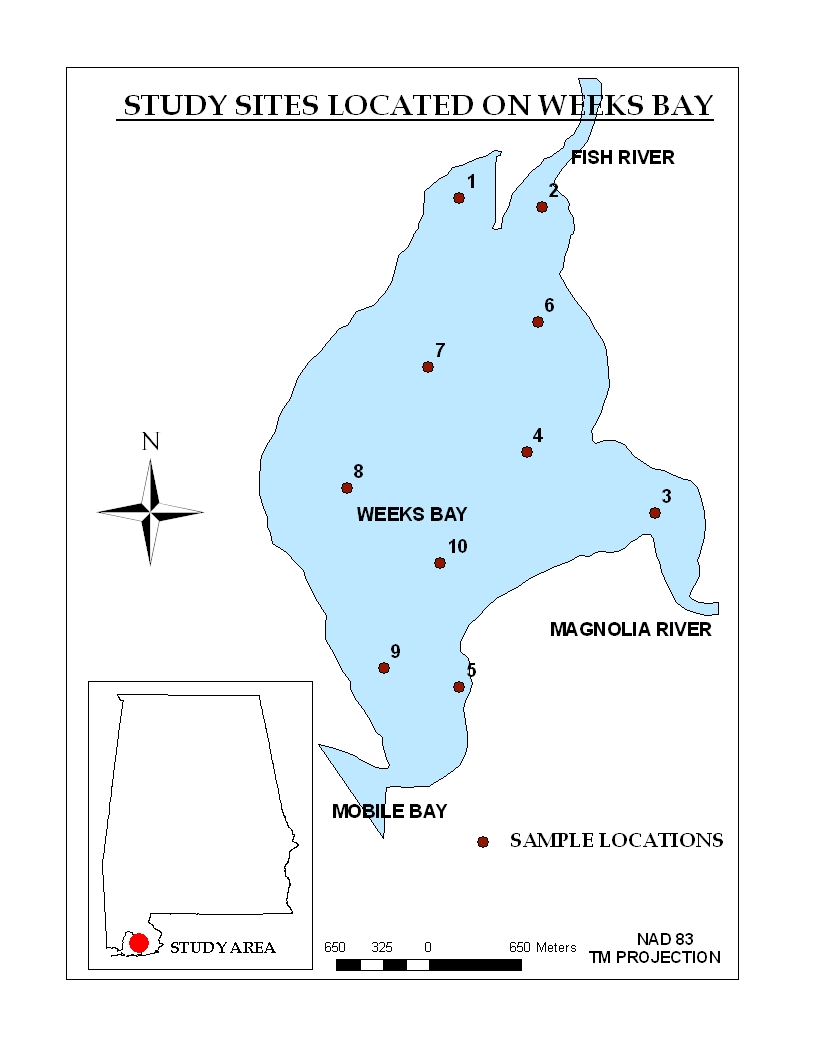 STUDY SITES LOCATED ON WEEKS BAY
FISH RIVER
1
2
6
7
4
N
8
3
WEEKS BAY
10
MAGNOLIA RIVER
9
5
MOBILE BAY
SAMPLE LOCATIONS
STUDY AREA
650 325 0 650 Meters
NAD 83
TM PROJECTION